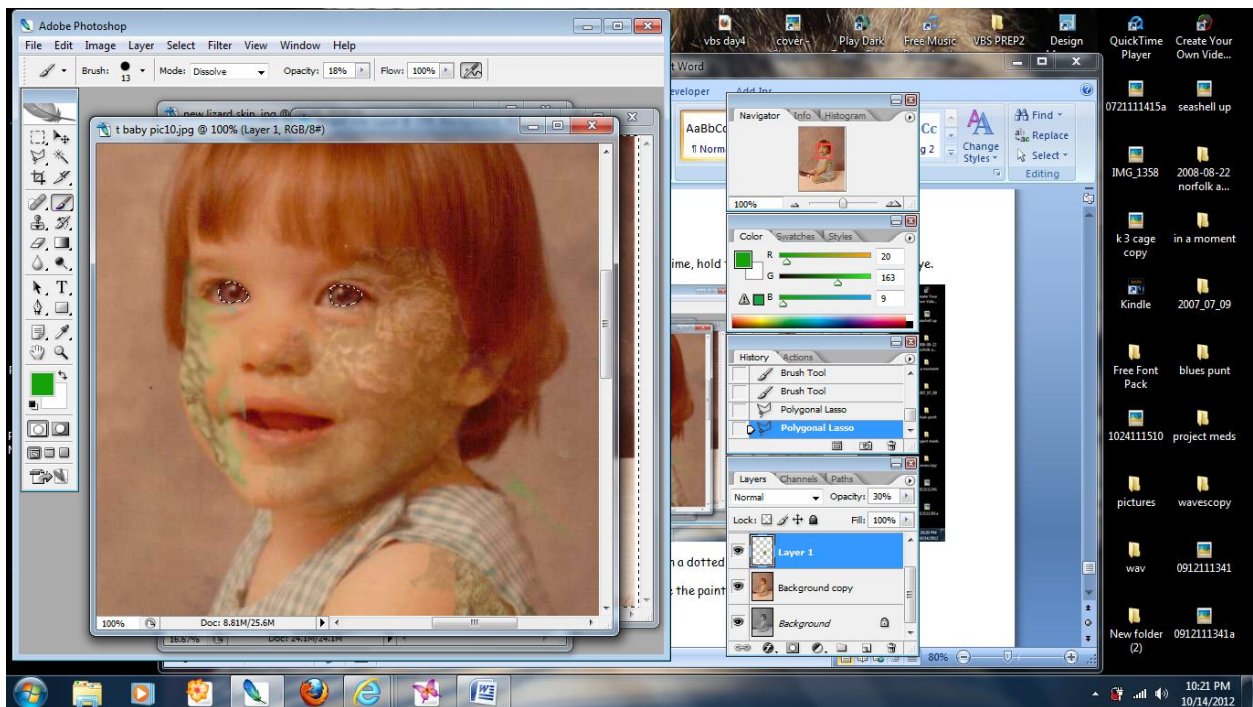 Adobe Photoshop
File Edit Image Layer Select Filter View Window Help
Brush: 13 Mode: Dissolve Opacity: 18% Flow: 100%
new lizard skin.jpg @
t baby pic10.jpg @ 100% (Layer 1, RGB/8#)
100% Doc: 8.81M/25.6M
16.67% Doc: 24.1M/24.1M
t Word
eveloper Add-Ins
AaBbCc
¶ Norm
Cc
g 2
Change
Styles
Find
Replace
Select
Editing
ime, hold
ye.
n a dotted
the paint
80%
Navigator Info Histogram
100%
Color Swatches Styles
R 20
G 163
B 9
History Actions
Brush Tool
Brush Tool
Polygonal Lasso
Polygonal Lasso
Layers Channels Paths
Normal Opacity: 30%
Lock: Fill: 100%
Layer 1
Background copy
Background
vbs day4
cover -
Play Dark
Free Music
VBS PREP2
Design
QuickTime
Player
Create Your
Own Vide...
0721111415a
seashell up
IMG_1358
2008-08-22
norfolk a...
k 3 cage
copy
in a moment
Kindle
2007_07_09
Free Font
Pack
blues punt
1024111510
project meds
pictures
wavescopy
wav
0912111341
New folder
(2)
0912111341a
10:21 PM
10/14/2012